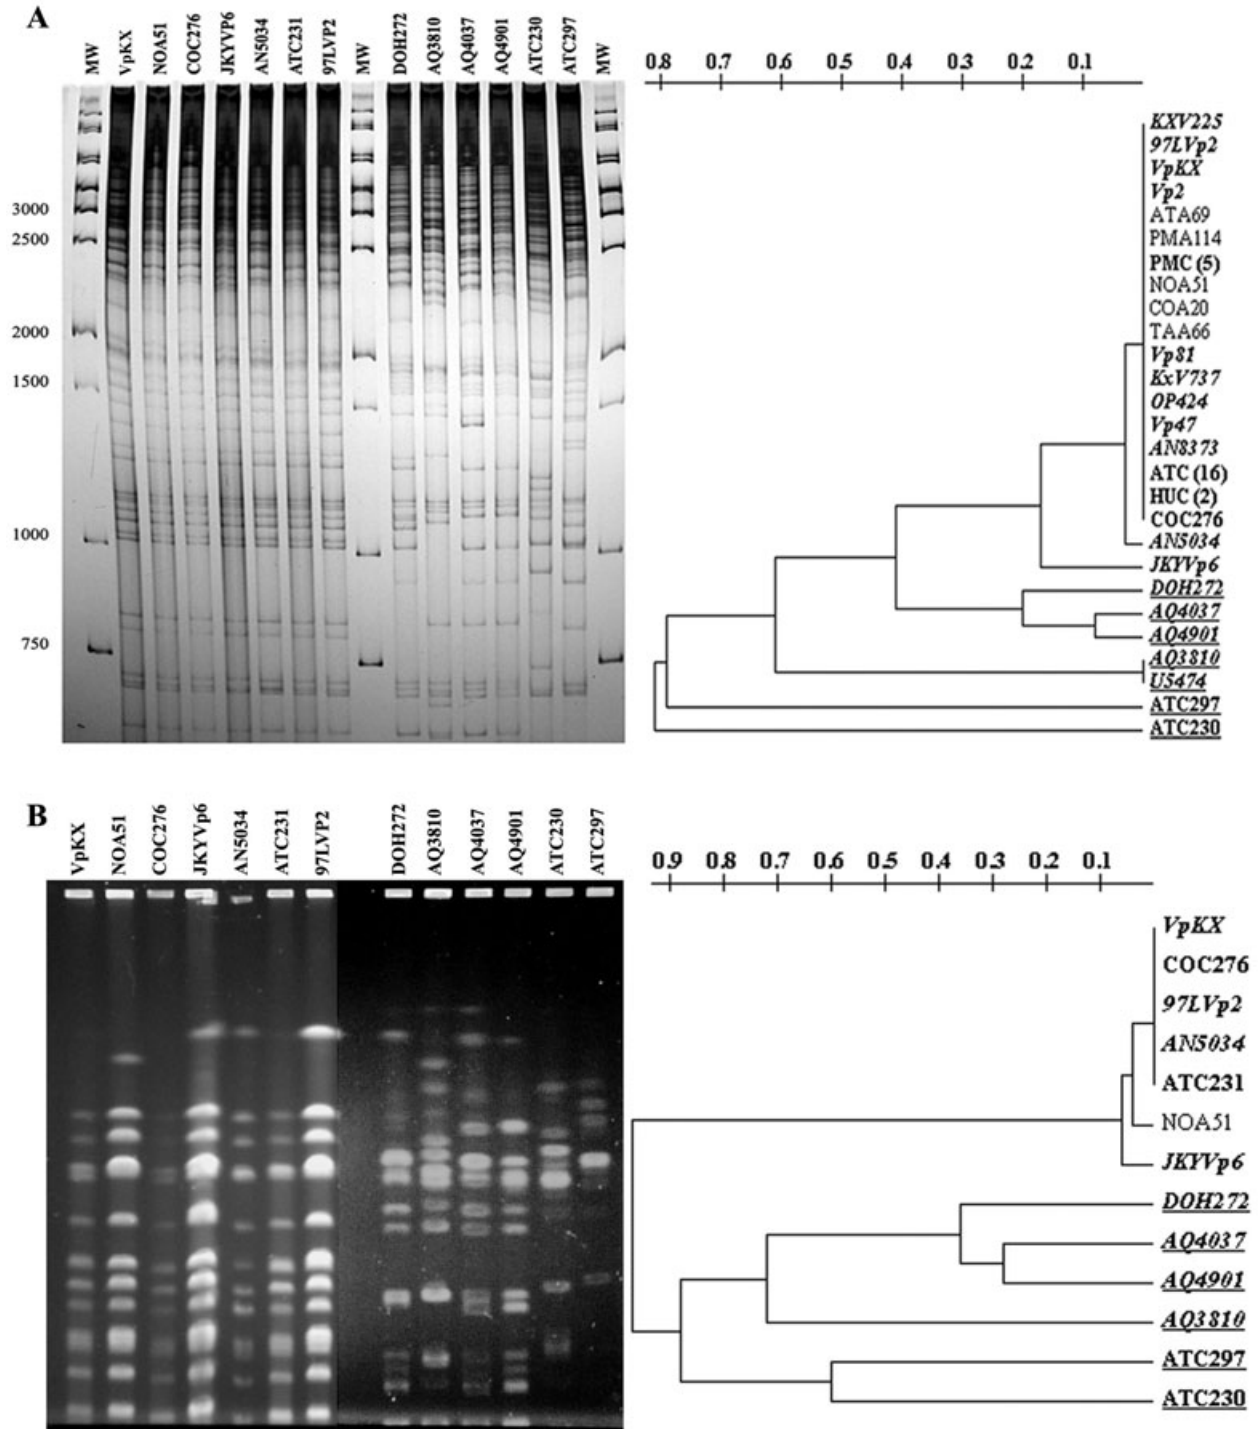 A
MW VpKX NOA51 COC276 JKYVP6 AN5034 ATC231 97LVP2 MW DOH272 AQ3810 AQ4037 AQ4901 ATC230 ATC297 MW
0.8 0.7 0.6 0.5 0.4 0.3 0.2 0.1
3000
2500
2000
1500
1000
750
KXV225
97LVp2
VpKX
Vp2
ATA69
PMA114
PMC (5)
NOA51
COA20
TAA66
Vp81
KxV737
OP424
Vp47
AN8373
ATC (16)
HUC (2)
COC276
AN5034
JKYVp6
DOH272
AQ4037
AQ4901
AQ3810
U5474
ATC297
ATC230
B
VpKX NOA51 COC276 JKYVp6 AN5034 ATC231 97LVP2 DOH272 AQ3810 AQ4037 AQ4901 ATC230 ATC297
0.9 0.8 0.7 0.6 0.5 0.4 0.3 0.2 0.1
VpKX
COC276
97LVp2
AN5034
ATC231
NOA51
JKYVp6
DOH272
AQ4037
AQ4901
AQ3810
ATC297
ATC230